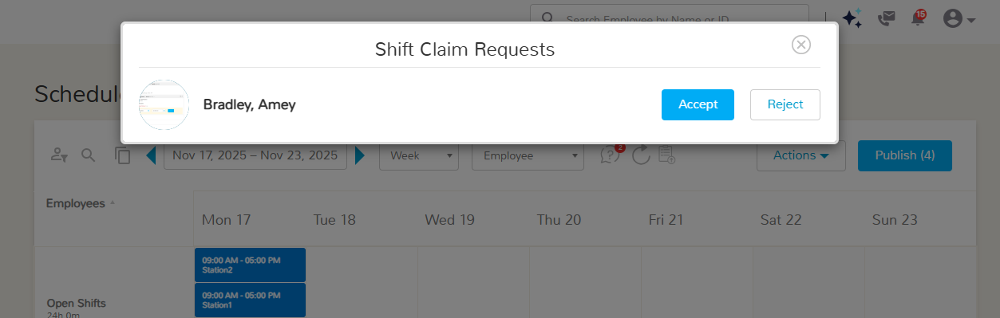 Search Employee by Name or ID
15
Shift Claim Requests
Bradley, Amey
Accept
Reject
Schedul
Nov 17, 2025 – Nov 23, 2025
Week
Employee
2
Actions
Publish (4)
Employees
Mon 17
Tue 18
Wed 19
Thu 20
Fri 21
Sat 22
Sun 23
09:00 AM - 05:00 PM
Station2
09:00 AM - 05:00 PM
Station1
Open Shifts
24h 0m